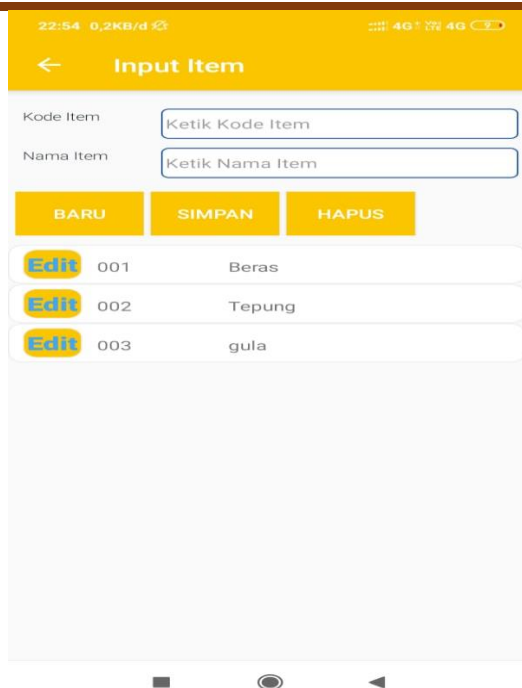 22:54 0,2KB/d 4G+ 4G 9
Input Item
Kode Item Ketik Kode Item
Nama Item Ketik Nama Item
BARU SIMPAN HAPUS
Edit 001 Beras
Edit 002 Tepung
Edit 003 gula